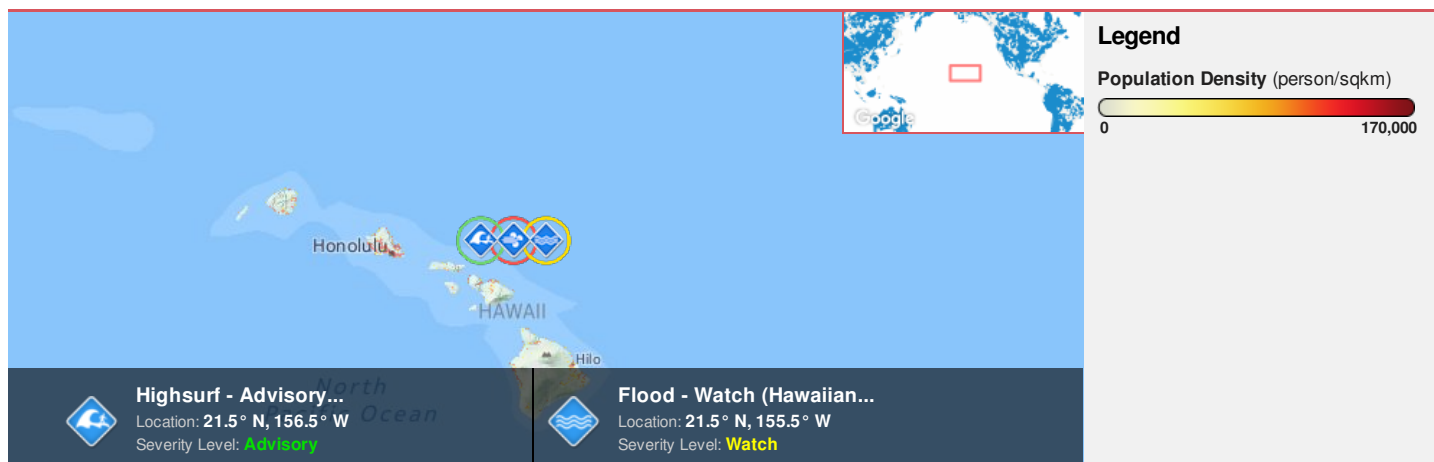 Google
Honolulu
HAWAII
Hilo
North
Pacific Ocean
Highsurf - Advisory...
Location: 21.5° N, 156.5° W
Severity Level: Advisory
Flood - Watch (Hawaiian...
Location: 21.5° N, 155.5° W
Severity Level: Watch
Legend
Population Density (person/sqkm)
0 170,000